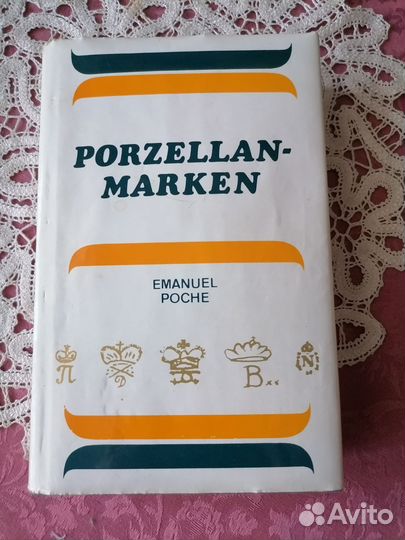 PORZELLAN-
MARKEN
EMANUEL
POCHE
П
B..
N
Avito